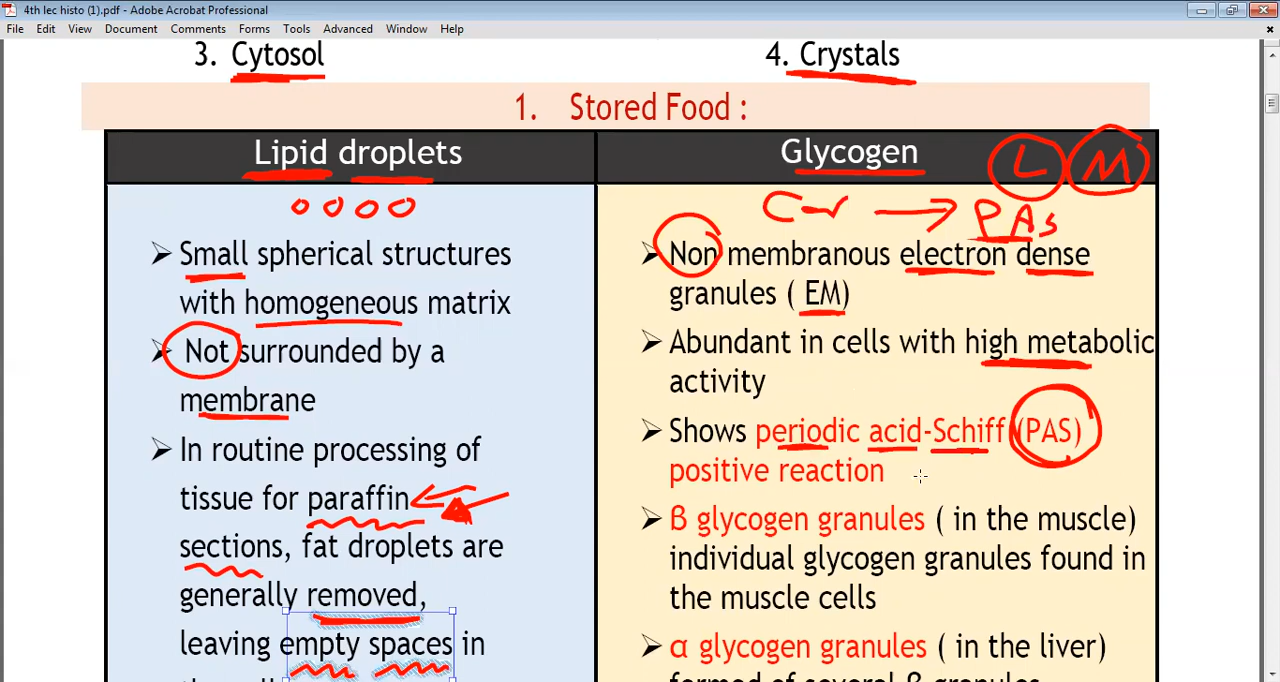 4th lec histo (1).pdf - Adobe Acrobat Professional
File Edit View Document Comments Forms Tools Advanced Window Help
3. Cytosol
4. Crystals
1. Stored Food :
Lipid droplets
Small spherical structures
with homogeneous matrix
Not surrounded by a
membrane
In routine processing of
tissue for paraffin
sections, fat droplets are
generally removed,
leaving empty spaces in
Glycogen
L M
PAs
Non membranous electron dense
granules ( EM)
Abundant in cells with high metabolic
activity
Shows periodic acid-Schiff (PAS)
positive reaction
β glycogen granules ( in the muscle)
individual glycogen granules found in
the muscle cells
α glycogen granules ( in the liver)
formed of several β granules